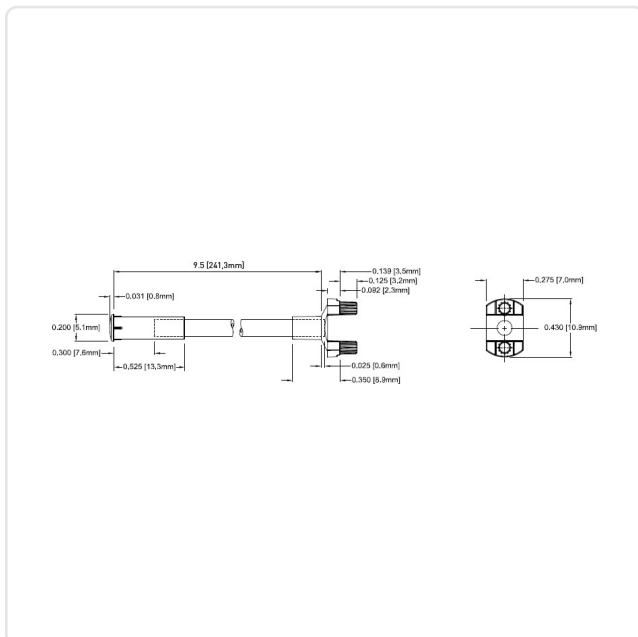 9.5 [241,3mm]
0.139 [3,5mm]
0,125 [3,2mm]
0.092 [2.3mm]
0.031 [0.8mm]
0.200 [5.1mm]
0.300 [7.6mm]
0,525 [13,3mm]
0.025 [0.6mm]
0.350 [8.9mm]
0,275 [7,0mm]
0.430 [10.9mm]